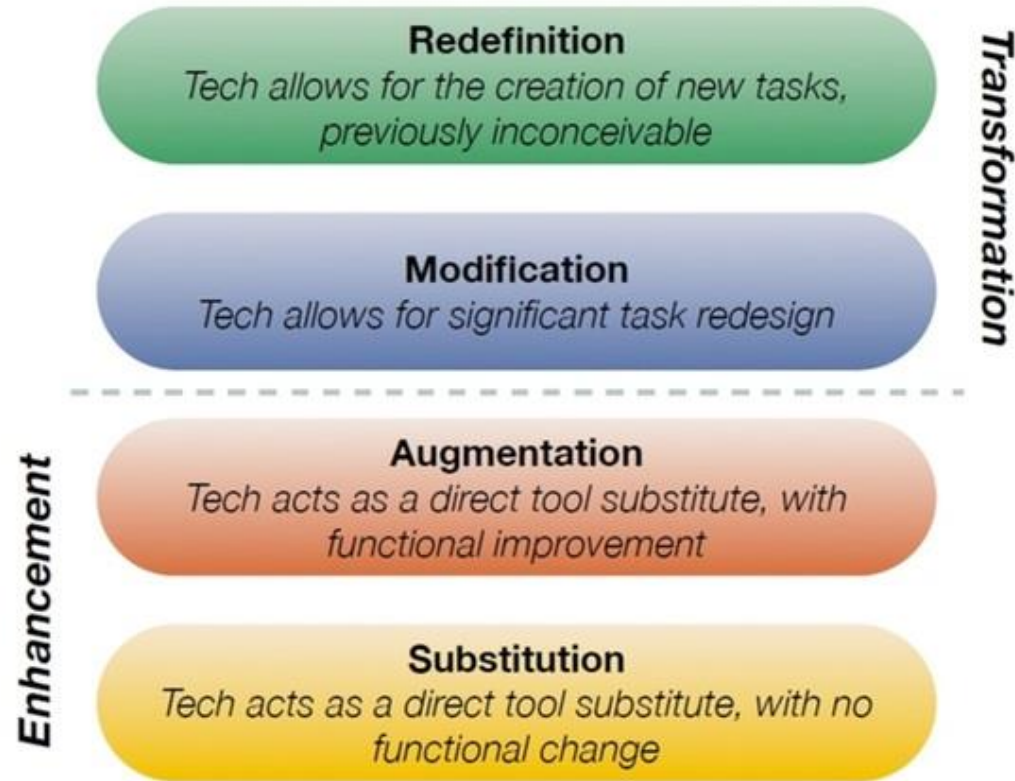 Redefinition
Tech allows for the creation of new tasks,
previously inconceivable
Transformation
Modification
Tech allows for significant task redesign
Enhancement
Augmentation
Tech acts as a direct tool substitute, with
functional improvement
Substitution
Tech acts as a direct tool substitute, with no
functional change